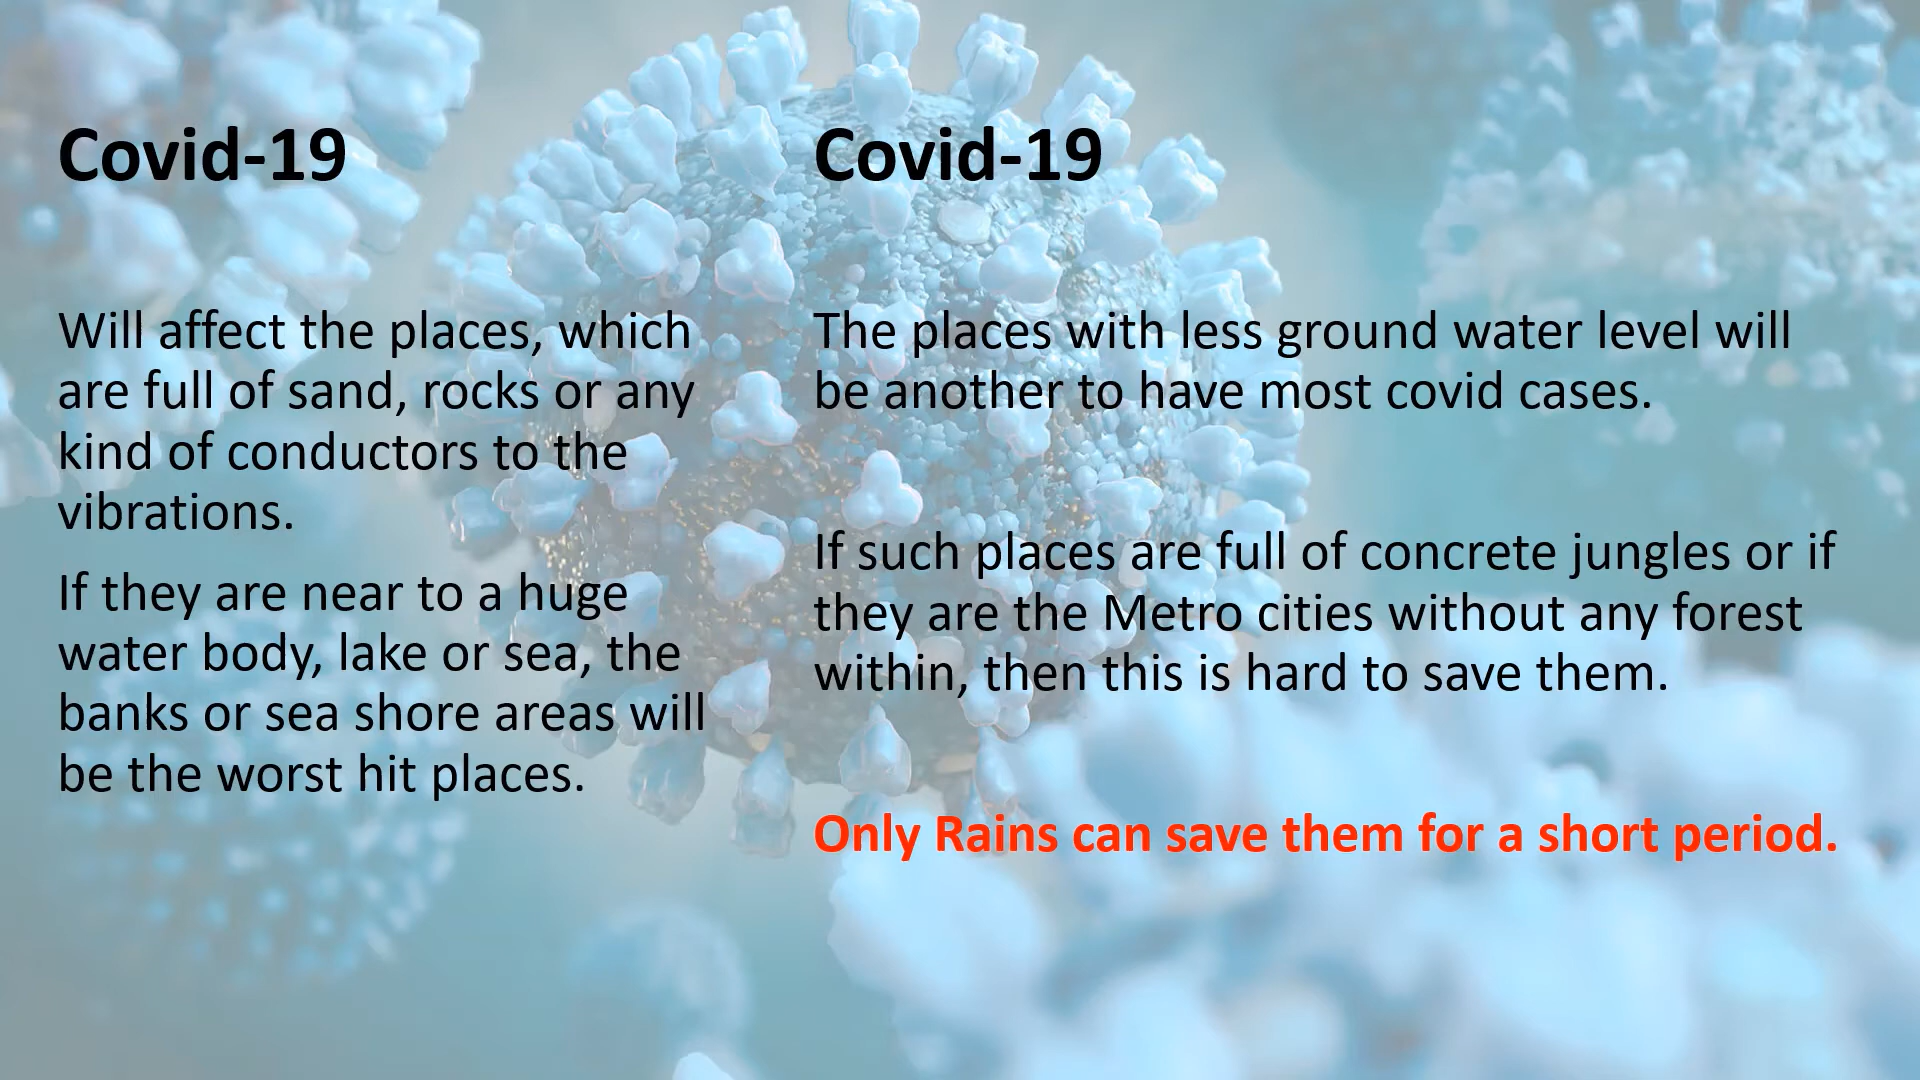 Covid-19
Will affect the places, which
are full of sand, rocks or any
kind of conductors to the
vibrations.
If they are near to a huge
water body, lake or sea, the
banks or sea shore areas will
be the worst hit places.
Covid-19
The places with less ground water level will
be another to have most covid cases.
If such places are full of concrete jungles or if
they are the Metro cities without any forest
within, then this is hard to save them.
Only Rains can save them for a short period.